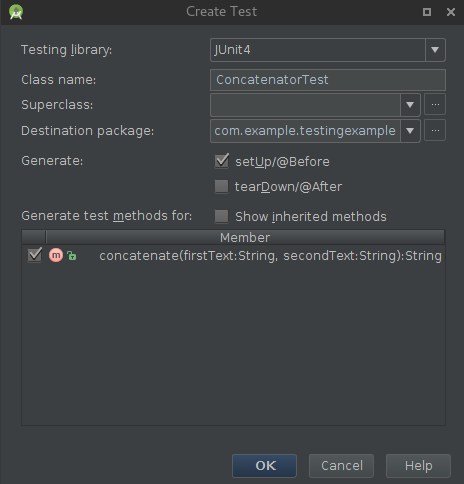 Create Test
Testing library: JUnit4
Class name: ConcatenatorTest
Superclass: ...
Destination package: com.example.testingexample ...
Generate: setUp/@Before
tearDown/@After
Generate test methods for: Show inherited methods
Member
m concatenate(firstText:String, secondText:String):String
OK Cancel Help